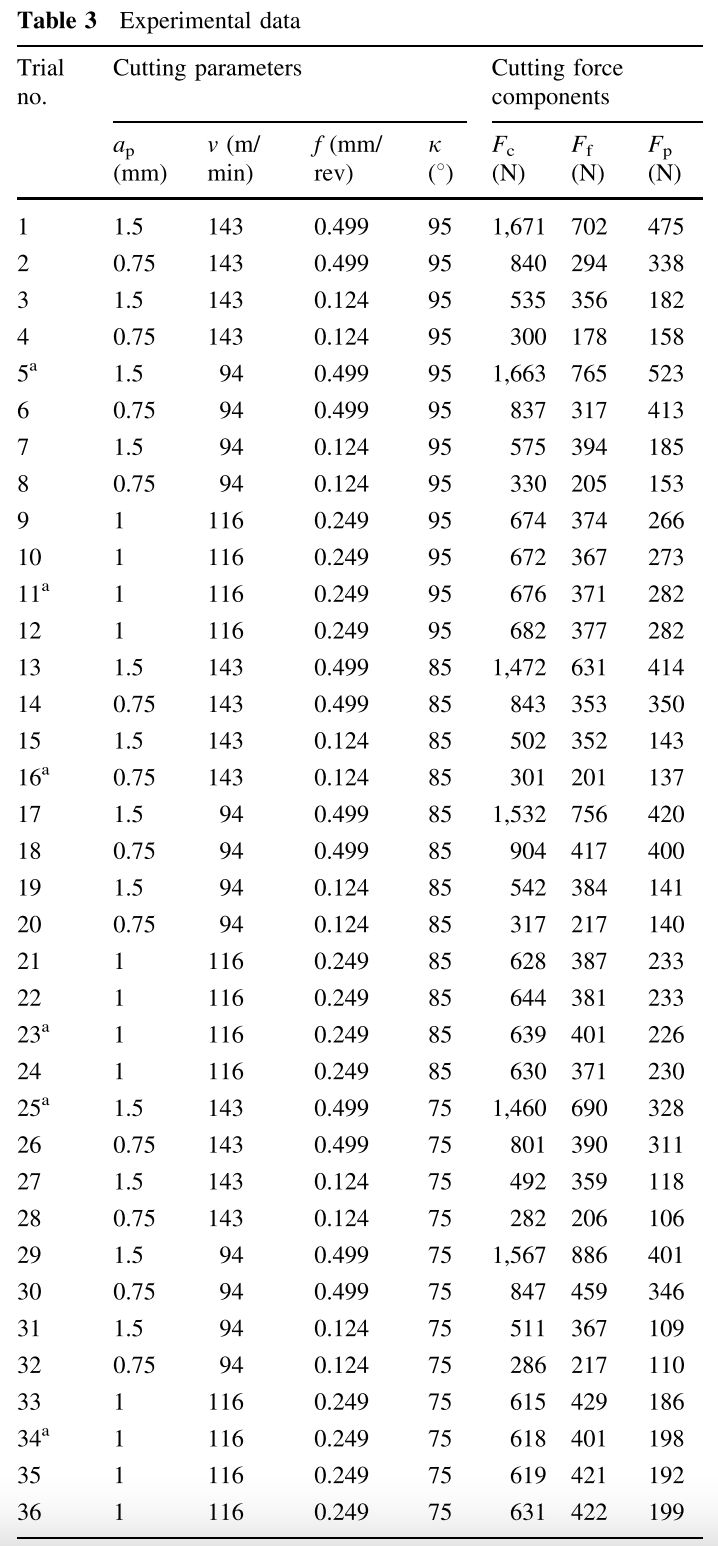 Table 3 Experimental data
Trial no. Cutting parameters Cutting force components
aₚ (mm) v (m/min) f (mm/rev) κ (°) F_c (N) F_f (N) F_p (N)
1 1.5 143 0.499 95 1,671 702 475
2 0.75 143 0.499 95 840 294 338
3 1.5 143 0.124 95 535 356 182
4 0.75 143 0.124 95 300 178 158
5ᵃ 1.5 94 0.499 95 1,663 765 523
6 0.75 94 0.499 95 837 317 413
7 1.5 94 0.124 95 575 394 185
8 0.75 94 0.124 95 330 205 153
9 1 116 0.249 95 674 374 266
10 1 116 0.249 95 672 367 273
11ᵃ 1 116 0.249 95 676 371 282
12 1 116 0.249 95 682 377 282
13 1.5 143 0.499 85 1,472 631 414
14 0.75 143 0.499 85 843 353 350
15 1.5 143 0.124 85 502 352 143
16ᵃ 0.75 143 0.124 85 301 201 137
17 1.5 94 0.499 85 1,532 756 420
18 0.75 94 0.499 85 904 417 400
19 1.5 94 0.124 85 542 384 141
20 0.75 94 0.124 85 317 217 140
21 1 116 0.249 85 628 387 233
22 1 116 0.249 85 644 381 233
23ᵃ 1 116 0.249 85 639 401 226
24 1 116 0.249 85 630 371 230
25ᵃ 1.5 143 0.499 75 1,460 690 328
26 0.75 143 0.499 75 801 390 311
27 1.5 143 0.124 75 492 359 118
28 0.75 143 0.124 75 282 206 106
29 1.5 94 0.499 75 1,567 886 401
30 0.75 94 0.499 75 847 459 346
31 1.5 94 0.124 75 511 367 109
32 0.75 94 0.124 75 286 217 110
33 1 116 0.249 75 615 429 186
34ᵃ 1 116 0.249 75 618 401 198
35 1 116 0.249 75 619 421 192
36 1 116 0.249 75 631 422 199